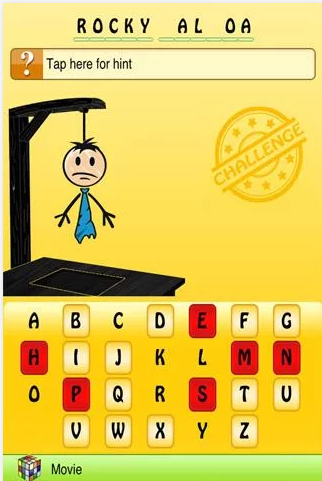 ROCKY AL OA
? Tap here for hint
CHALLENGE
A B C D E F G
H I J K L M N
O P Q R S T U
V W X Y Z
Movie